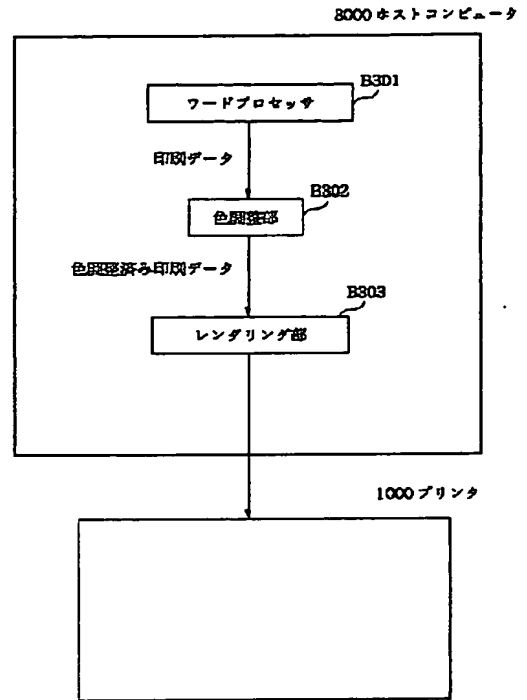 3000 ホストコンピュータ
B301
ワードプロセッサ
印刷データ
B302
色調整部
色調整済み印刷データ
B303
レンダリング部
1000 プリンタ